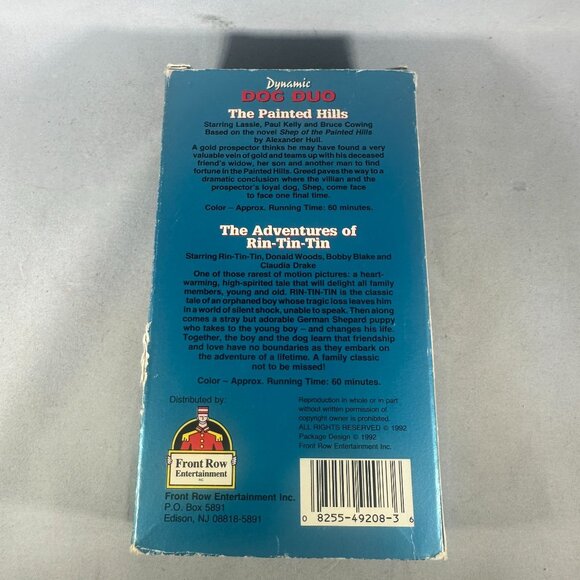 Dynamic
DOG DUO
The Painted Hills
Starring Lassie, Paul Kelly and Bruce Cowing
Based on the novel Shep of the Painted Hills
by Alexander Hull.
A gold prospector thinks he may have found a very
valuable vein of gold and teams up with his deceased
friend's widow, her son and another man to find
fortune in the Painted Hills. Greed paves the way to a
dramatic conclusion where the villian and the
prospector's loyal dog, Shep, come face
to face one final time.
Color – Approx. Running Time: 60 minutes.
The Adventures of
Rin-Tin-Tin
Starring Rin-Tin-Tin, Donald Woods, Bobby Blake and
Claudia Drake
One of those rarest of motion pictures: a heart-
warming, high-spirited tale that will delight all family
members, young and old. RIN-TIN-TIN is the classic
tale of an orphaned boy whose tragic loss leaves him
in a world of silent shock, unable to speak. Then along
comes a stray but adorable German Shepard puppy
who takes to the young boy – and changes his life.
Together, the boy and the dog learn that friendship
and love have no boundaries as they embark on
the adventure of a lifetime. A family classic
not to be missed!
Color – Approx. Running Time: 60 minutes.
Distributed by:
Front Row
Entertainment
INC
Front Row Entertainment Inc.
P.O. Box 5891
Edison, NJ 08818-5891
Reproduction in whole or in part
without written permission of
copyright owner is prohibited.
ALL RIGHTS RESERVED © 1992
Package Design © 1992
Front Row Entertainment Inc.
0 8255-49208-3 6